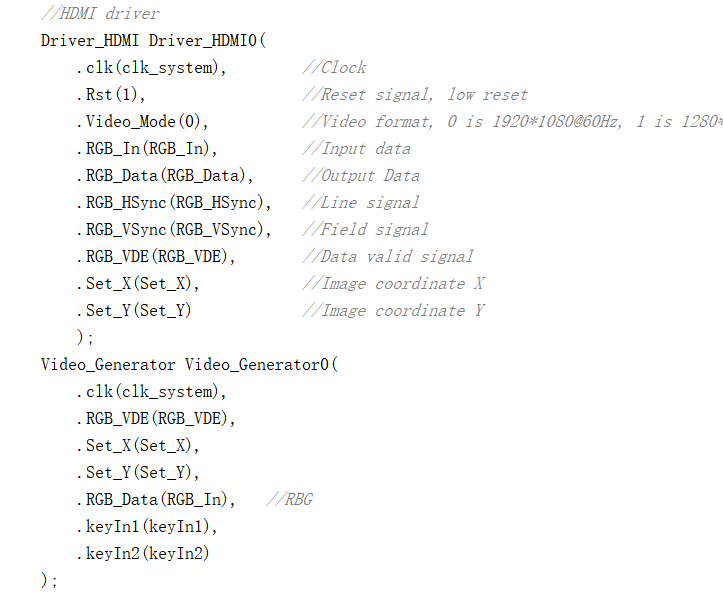 //HDMI driver
Driver_HDMI Driver_HDMI0(
.clk(clk_system), //Clock
.Rst(1), //Reset signal, low reset
.Video_Mode(0), //Video format, 0 is 1920*1080@60Hz, 1 is 1280*
.RGB_In(RGB_In), //Input data
.RGB_Data(RGB_Data), //Output Data
.RGB_HSync(RGB_HSync), //Line signal
.RGB_VSync(RGB_VSync), //Field signal
.RGB_VDE(RGB_VDE), //Data valid signal
.Set_X(Set_X), //Image coordinate X
.Set_Y(Set_Y) //Image coordinate Y
);
Video_Generator Video_Generator0(
.clk(clk_system),
.RGB_VDE(RGB_VDE),
.Set_X(Set_X),
.Set_Y(Set_Y),
.RGB_Data(RGB_In), //RBG
.keyIn1(keyIn1),
.keyIn2(keyIn2)
);